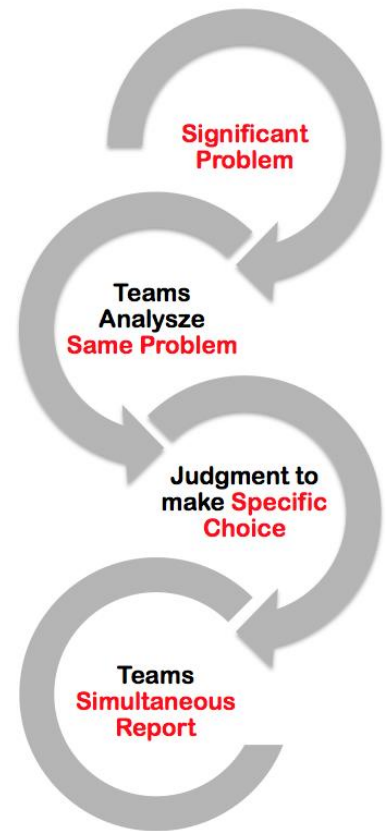 Significant
Problem
Teams
Analysze
Same Problem
Judgment to
make Specific
Choice
Teams
Simultaneous
Report